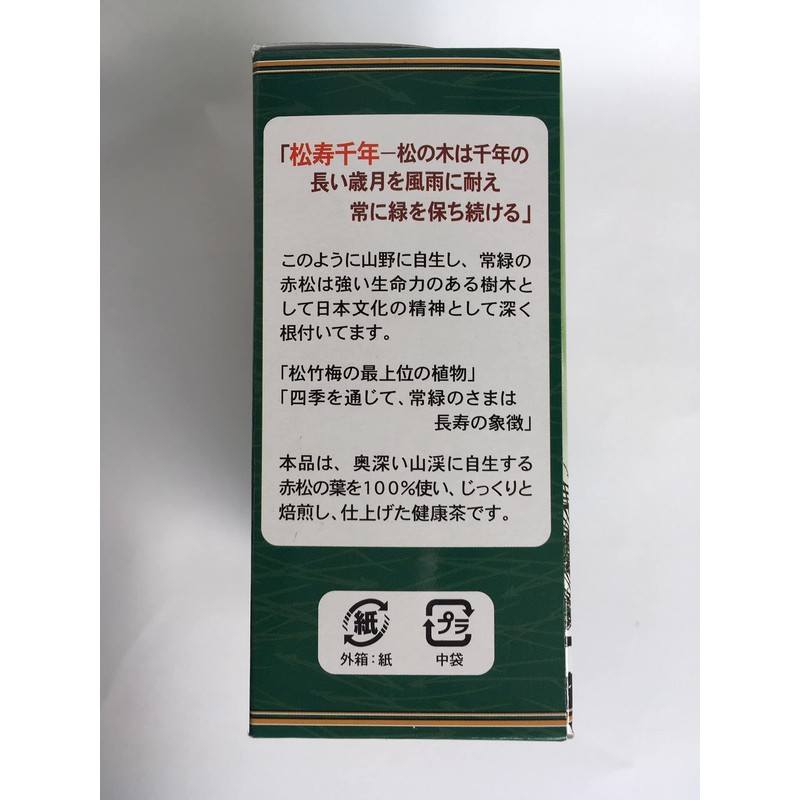 「松寿千年―松の木は千年の
長い歳月を風雨に耐え
常に緑を保ち続ける」
このように山野に自生し、常緑の
赤松は強い生命力のある樹木と
して日本文化の精神として深く
根付いてます。
「松竹梅の最上位の植物」
「四季を通じて、常緑のさまは
長寿の象徴」
本品は、奥深い山渓に自生する
赤松の葉を100%使い、じっくりと
焙煎し、仕上げた健康茶です。
紙 プラ
外箱：紙 中袋